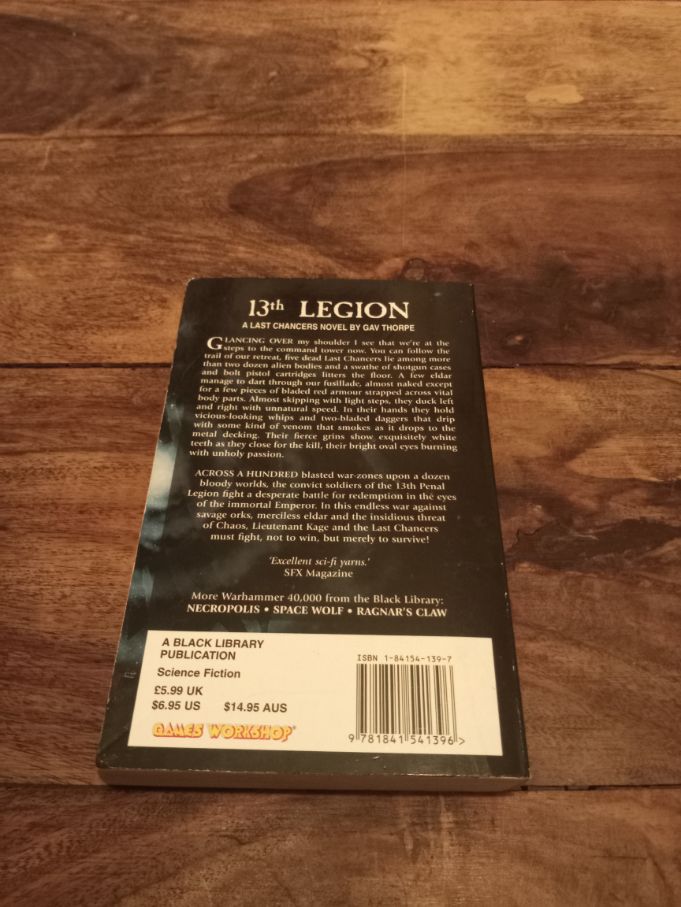 13th LEGION
A LAST CHANCERS NOVEL BY GAV THORPE
GLANCING OVER my shoulder I see that we're at the
steps to the command tower now. You can follow the
trail of our retreat, five dead Last Chancers lie among more
than two dozen alien bodies and a swathe of shotgun cases
and bolt pistol cartridges litters the floor. A few eldar
manage to dart through our fusillade, almost naked except
for a few pieces of bladed red armour strapped across vital
body parts. Almost skipping with light steps, they duck left
and right with unnatural speed. In their hands they hold
vicious-looking whips and two-bladed daggers that drip
with some kind of venom that smokes as it drops to the
metal decking. Their fierce grins show exquisitely white
teeth as they close for the kill, their bright oval eyes burning
with unholy passion.
ACROSS A HUNDRED blasted war-zones upon a dozen
bloody worlds, the convict soldiers of the 13th Penal
Legion fight a desperate battle for redemption in the eyes
of the immortal Emperor. In this endless war against
savage orks, merciless eldar and the insidious threat
of Chaos, Lieutenant Kage and the Last Chancers
must fight, not to win, but merely to survive!
'Excellent sci-fi yarns.'
SFX Magazine
More Warhammer 40,000 from the Black Library:
NECROPOLIS • SPACE WOLF • RAGNAR'S CLAW
A BLACK LIBRARY
PUBLICATION
Science Fiction
£5.99 UK
$6.95 US $14.95 AUS
GAMES WORKSHOP
ISBN 1-84154-139-7
9 781841 541396 >